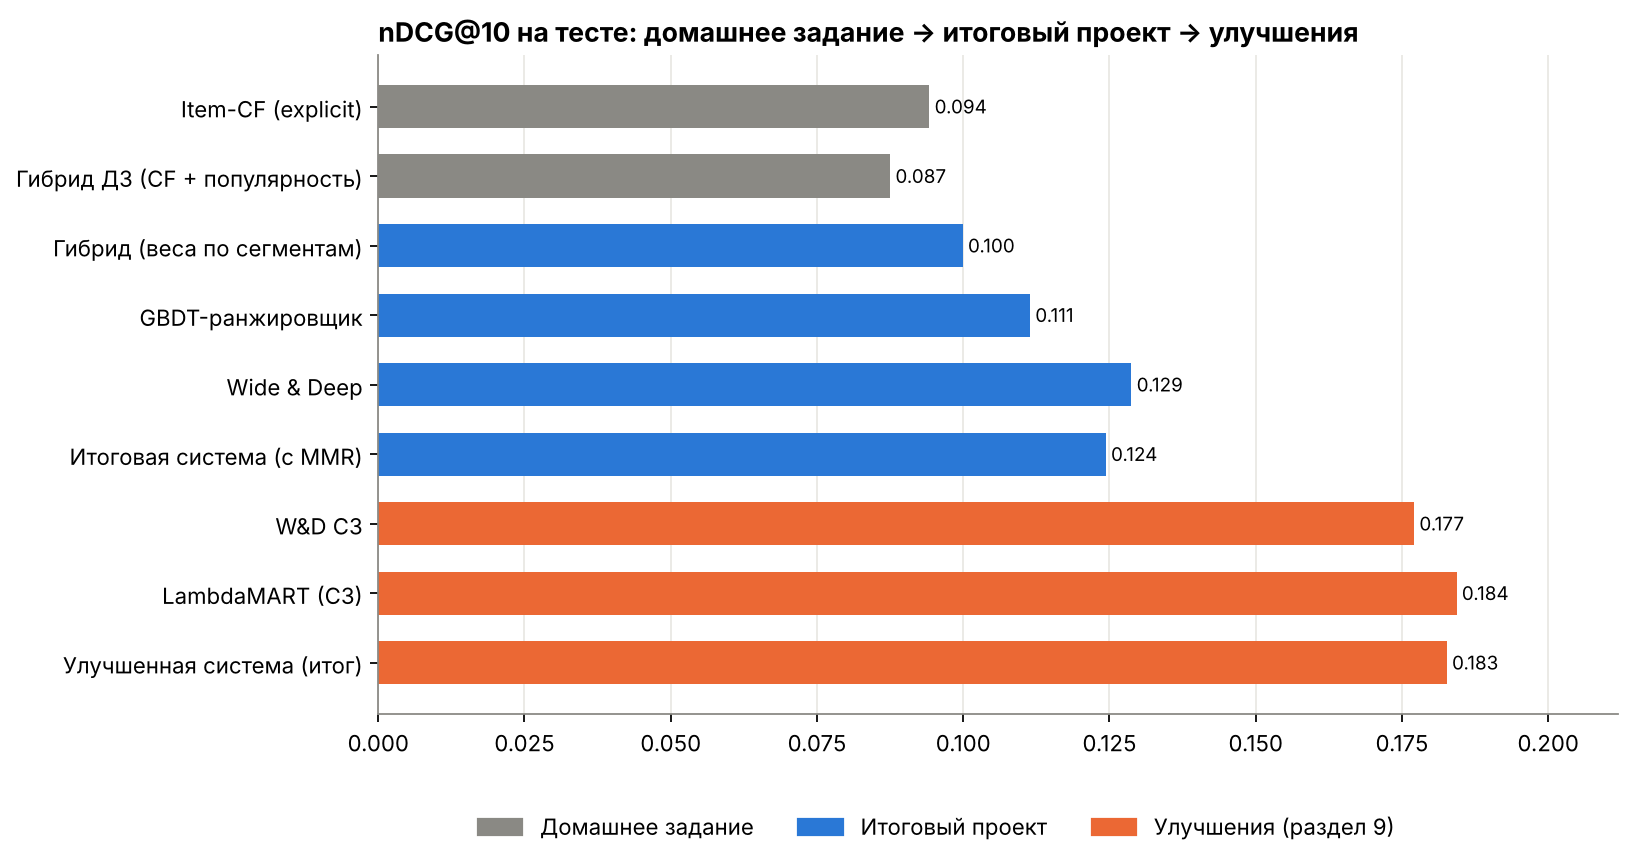 nDCG@10 на тесте: домашнее задание → итоговый проект → улучшения
Item-CF (explicit)
0.094
Гибрид ДЗ (CF + популярность)
0.087
Гибрид (веса по сегментам)
0.100
GBDT-ранжировщик
0.111
Wide & Deep
0.129
Итоговая система (с MMR)
0.124
W&D C3
0.177
LambdaMART (C3)
0.184
Улучшенная система (итог)
0.183
0.000 0.025 0.050 0.075 0.100 0.125 0.150 0.175 0.200
Домашнее задание Итоговый проект Улучшения (раздел 9)